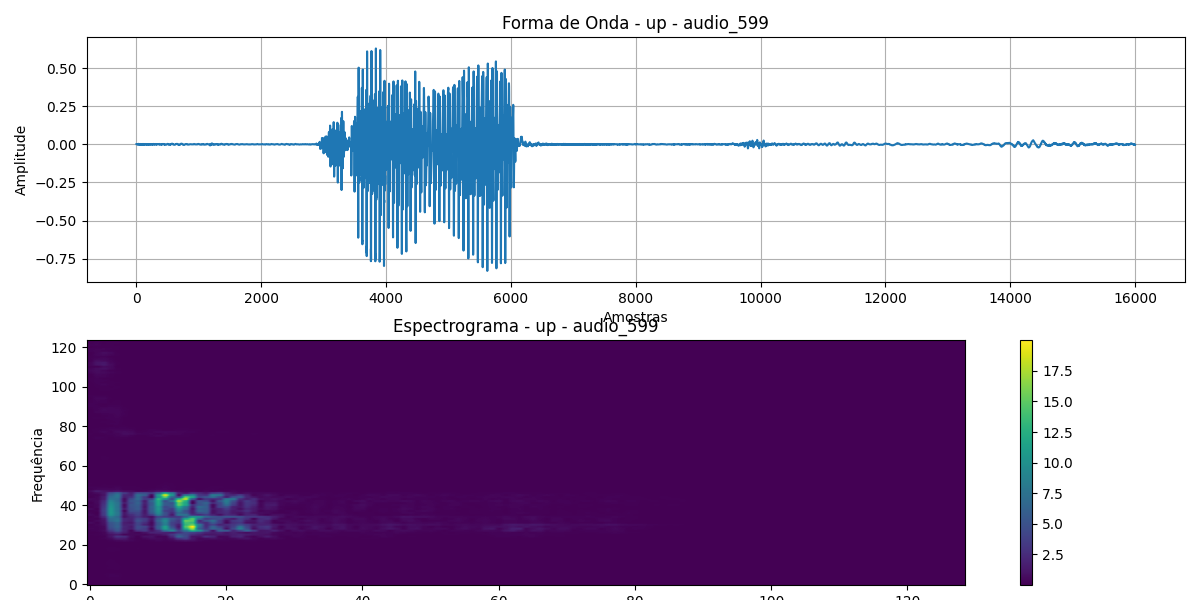 Forma de Onda - up - audio_599
0.50
0.25
0.00
−0.25
−0.50
−0.75
Amplitude
0 2000 4000 6000 8000 10000 12000 14000 16000
Amostras
Espectrograma - up - audio_599
120
100
80
60
40
20
0
Frequência
0 20 40 60 80 100 120
17.5
15.0
12.5
10.0
7.5
5.0
2.5